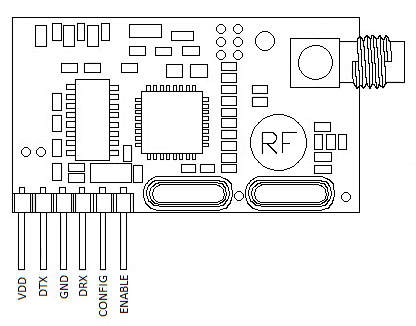 RF
VDD
DTX
GND
DRX
CONFIG
ENABLE